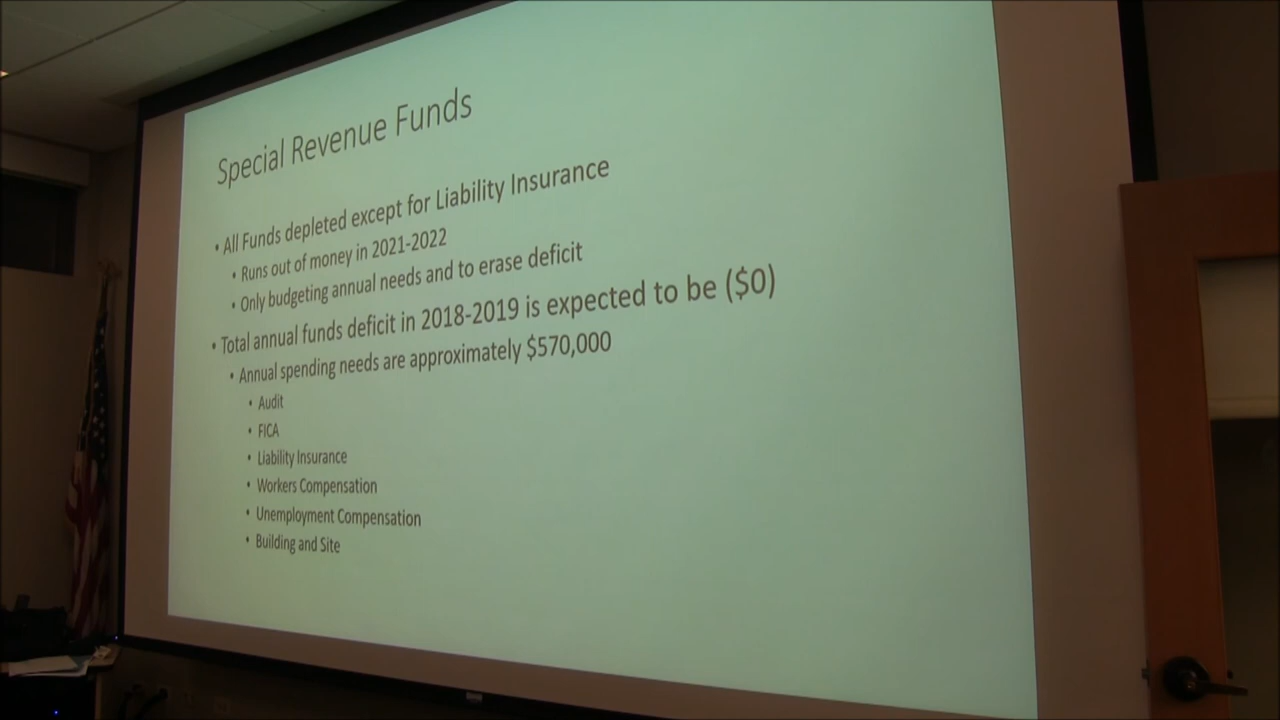 Special Revenue Funds
• All Funds depleted except for Liability Insurance
• Runs out of money in 2021-2022
• Only budgeting annual needs and to erase deficit
• Total annual funds deficit in 2018-2019 is expected to be ($0)
• Annual spending needs are approximately $570,000
• Audit
• FICA
• Liability Insurance
• Workers Compensation
• Unemployment Compensation
• Building and Site